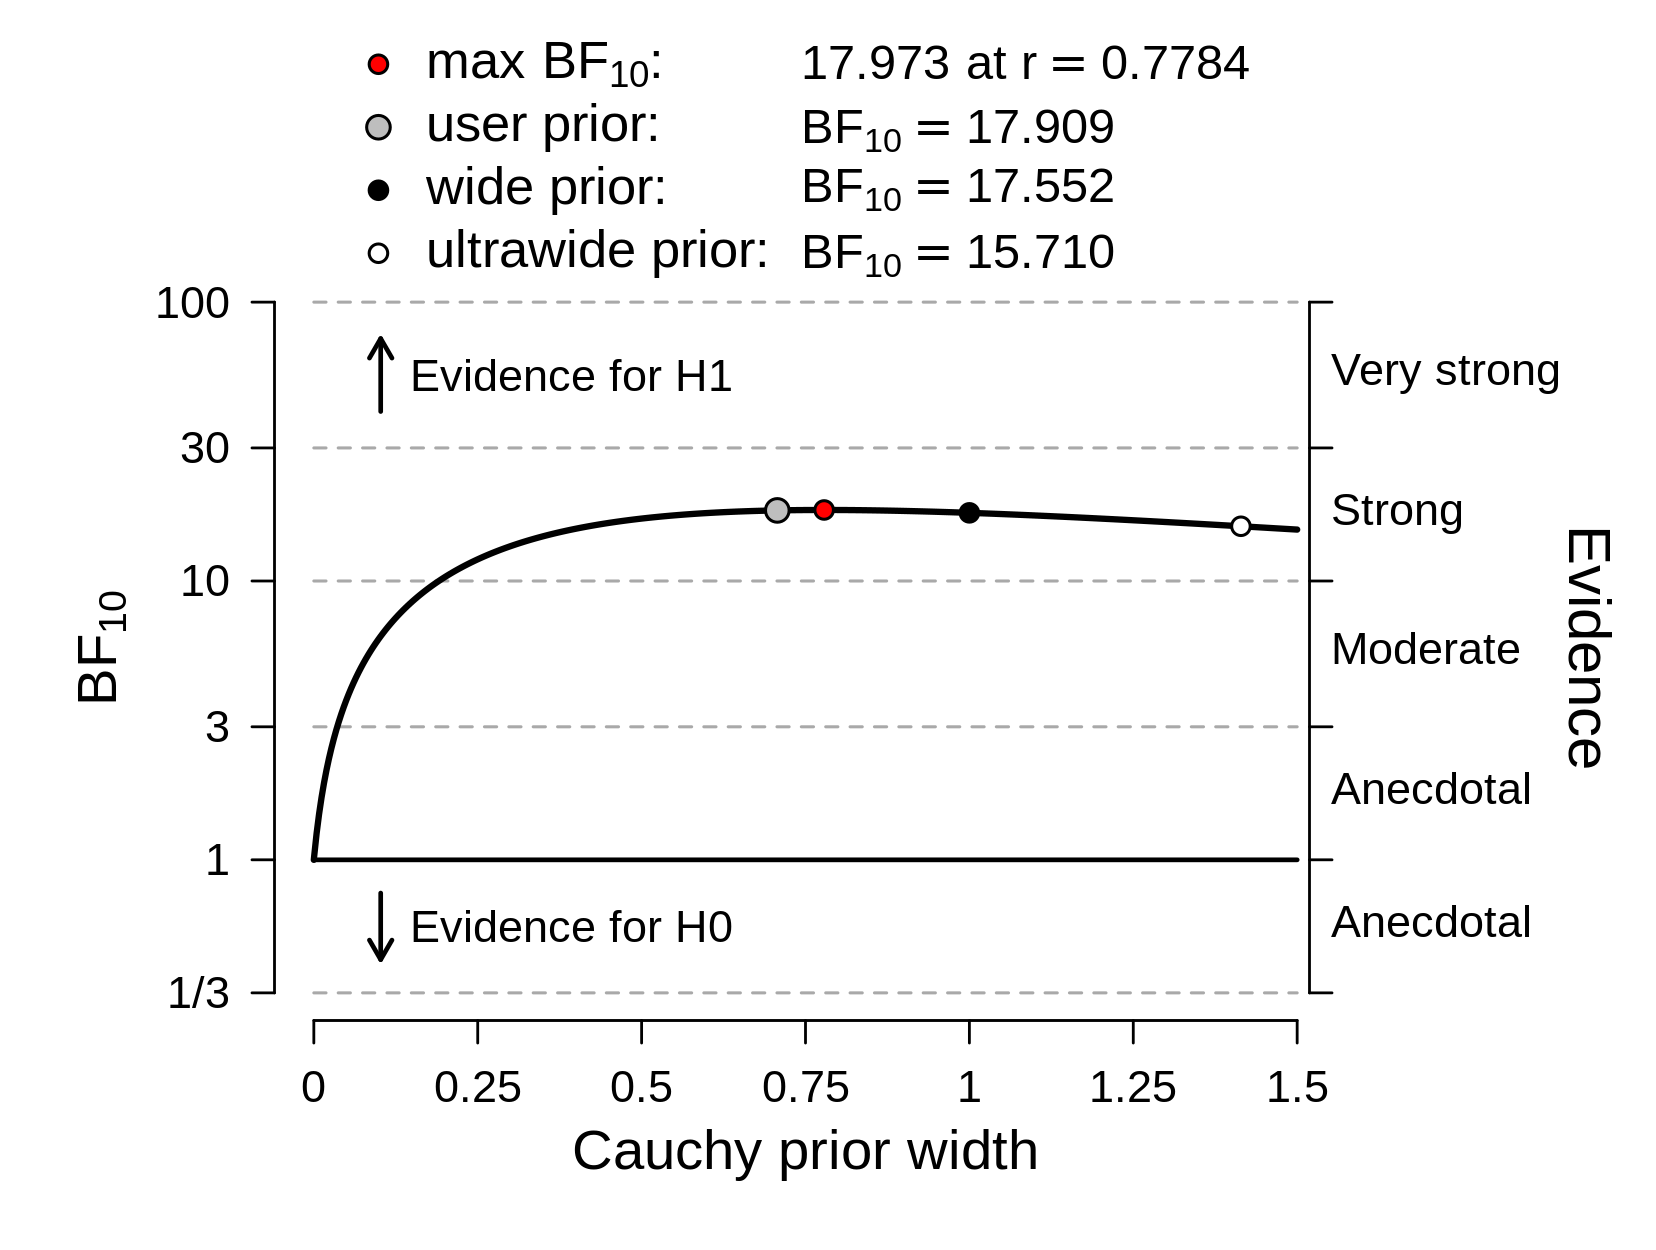 max BF10: 17.973 at r = 0.7784
user prior: BF10 = 17.909
wide prior: BF10 = 17.552
ultrawide prior: BF10 = 15.710
100
Evidence for H1
Very strong
30
Strong
10
Moderate
3
Anecdotal
1
Evidence for H0
Anecdotal
1/3
BF10
Evidence
0 0.25 0.5 0.75 1 1.25 1.5
Cauchy prior width